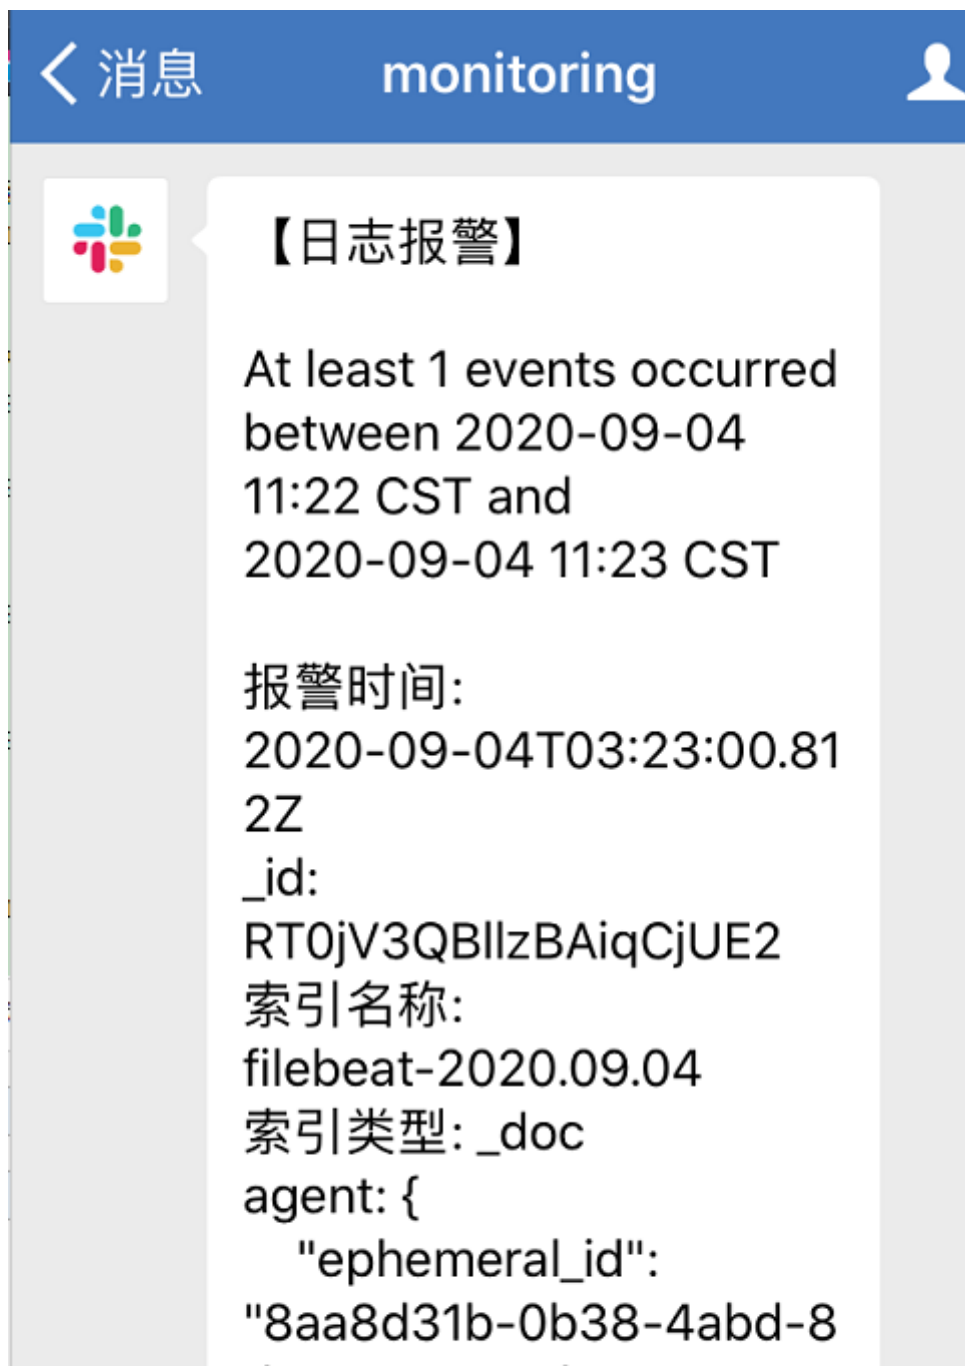 消息
monitoring
【日志报警】
At least 1 events occurred
between 2020-09-04
11:22 CST and
2020-09-04 11:23 CST
报警时间:
2020-09-04T03:23:00.81
2Z
_id:
RT0jV3QBllzBAiqCjUE2
索引名称:
filebeat-2020.09.04
索引类型: _doc
agent: {
"ephemeral_id":
"8aa8d31b-0b38-4abd-8